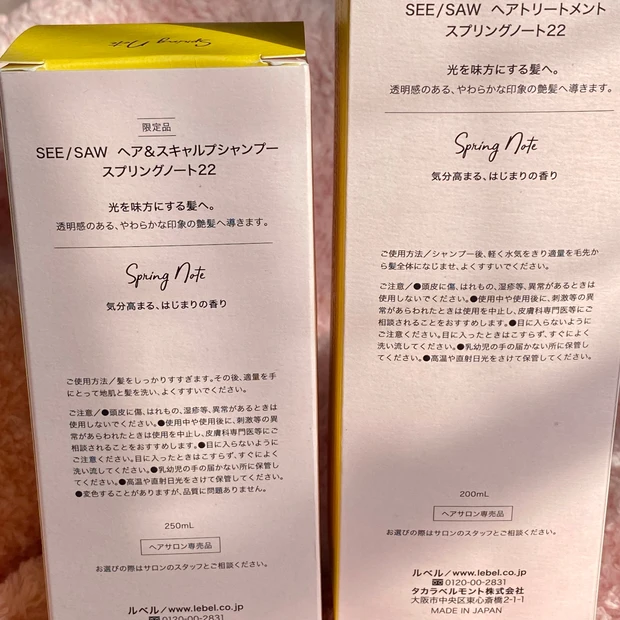 Spring Note
限定品
SEE/SAW ヘア&スキャルプシャンプー
スプリングノート22
光を味方にする髪へ。
透明感のある、やわらかな印象の艶髪へ導きます。
Spring Note
気分高まる、はじまりの香り
ご使用方法/髪をしっかりすすぎます。その後、適量を手
にとって地肌と髪を洗い、よくすすいでください。
ご注意/●頭皮に傷、はれもの、湿疹等、異常があるときは
使用しないでください。●使用中や使用後に、刺激等の異
常があらわれたときは使用を中止し、皮膚科専門医等にご
相談されることをおすすめします。●目に入らないように
ご注意ください。目に入ったときはこすらず、すぐによく
洗い流してください。●乳幼児の手の届かない所に保管し
てください。●高温や直射日光をさけて保管してください。
●変色することがありますが、品質に問題ありません。
250mL
ヘアサロン専売品
お選びの際はサロンのスタッフとご相談ください。
ルベル/www.lebel.co.jp
0120-00-2831
SEE/SAW ヘアトリートメント
スプリングノート22
光を味方にする髪へ。
透明感のある、やわらかな印象の艶髪へ導きます。
Spring Note
気分高まる、はじまりの香り
ご使用方法/シャンプー後、軽く水気をきり適量を毛先か
ら髪全体になじませ、よくすすいでください。
ご注意/●頭皮に傷、はれもの、湿疹等、異常があるときは
使用しないでください。●使用中や使用後に、刺激等の異
常があらわれたときは使用を中止し、皮膚科専門医等にご
相談されることをおすすめします。●目に入らないように
ご注意ください。目に入ったときはこすらず、すぐによく
洗い流してください。●乳幼児の手の届かない所に保管し
てください。●高温や直射日光をさけて保管してください。
200mL
ヘアサロン専売品
お選びの際はサロンのスタッフとご相談ください。
ルベル/www.lebel.co.jp
0120-00-2831
タカラベルモント株式会社
大阪市中央区東心斎橋2-1-1
MADE IN JAPAN